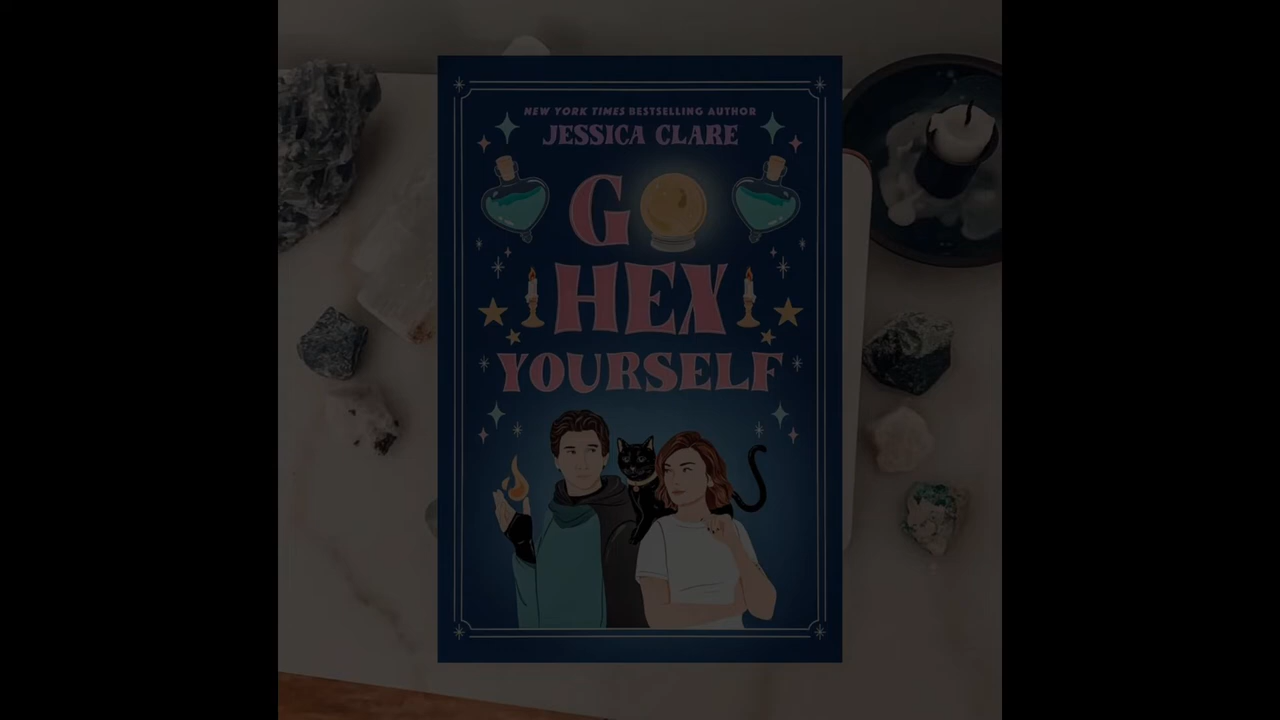 NEW YORK TIMES BESTSELLING AUTHOR
JESSICA CLARE
GO
HEX
YOURSELF